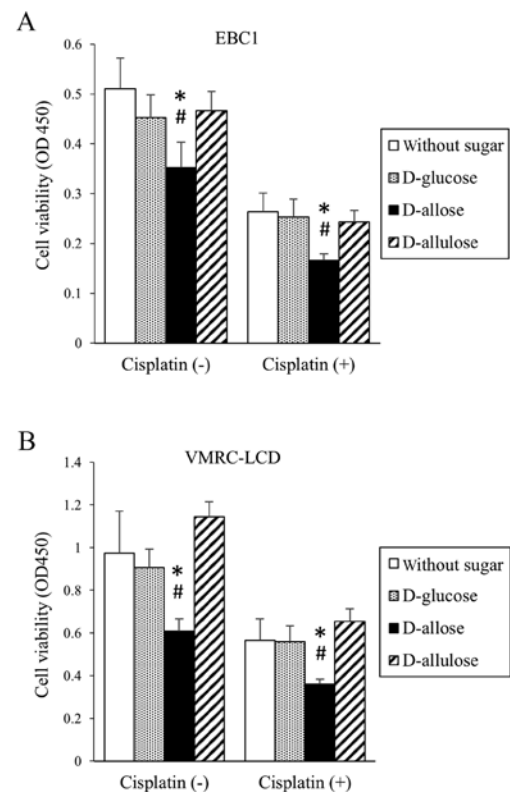 A
EBC1
0.6
0.5
0.4
0.3
0.2
0.1
0
Cell viability (OD 450)
*
#
*
#
Cisplatin (-)
Cisplatin (+)
Without sugar
D-glucose
D-allose
D-allulose
B
VMRC-LCD
1.4
1.2
1
0.8
0.6
0.4
0.2
0
Cell viability (OD450)
*
#
*
#
Cisplatin (-)
Cisplatin (+)
Without sugar
D-glucose
D-allose
D-allulose